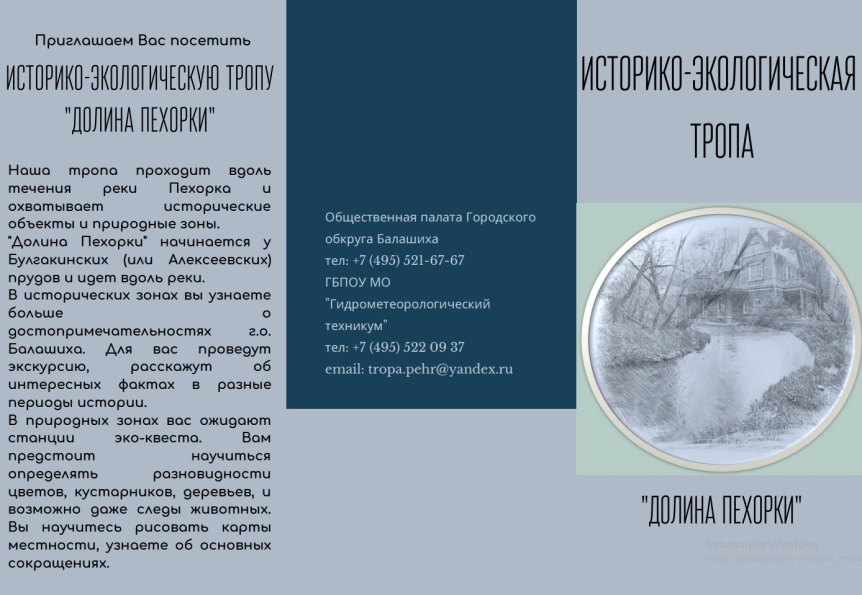 Приглашаем Вас посетить
ИСТОРИКО-ЭКОЛОГИЧЕСКУЮ ТРОПУ
"ДОЛИНА ПЕХОРКИ"
Наша тропа проходит вдоль
течения реки Пехорка и
охватывает исторические
объекты и природные зоны.
"Долина Пехорки" начинается у
Булгакинских (или Алексеевских)
прудов и идет вдоль реки.
В исторических зонах вы узнаете
больше о
достопримечательностях г.о.
Балашиха. Для вас проведут
экскурсию, расскажут об
интересных фактах в разные
периоды истории.
В природных зонах вас ожидают
станции эко-квеста. Вам
предстоит научиться
определять разновидности
цветов, кустарников, деревьев, и
возможно даже следы животных.
Вы научитесь рисовать карты
местности, узнаете об основных
сокращениях.
Общественная палата Городского
обкруга Балашиха
тел: +7 (495) 521-67-67
ГБПОУ МО
"Гидрометеорологический
техникум"
тел: +7 (495) 522 09 37
email: tropa.pehr@yandex.ru
ИСТОРИКО-ЭКОЛОГИЧЕСКАЯ
ТРОПА
"ДОЛИНА ПЕХОРКИ"
Активация Windows